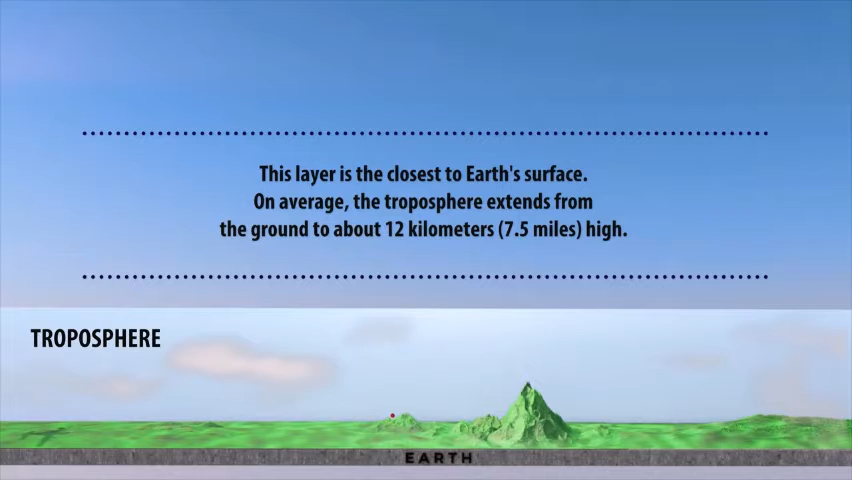 This layer is the closest to Earth's surface.
On average, the troposphere extends from
the ground to about 12 kilometers (7.5 miles) high.
TROPOSPHERE
EARTH